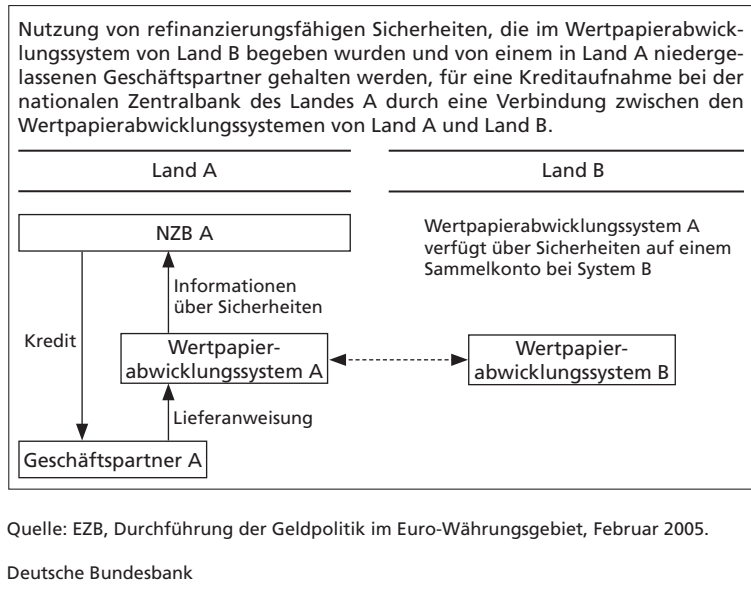 Nutzung von refinanzierungsfähigen Sicherheiten, die im Wertpapierabwick-
lungssystem von Land B begeben wurden und von einem in Land A niederge-
lassenen Geschäftspartner gehalten werden, für eine Kreditaufnahme bei der
nationalen Zentralbank des Landes A durch eine Verbindung zwischen den
Wertpapierabwicklungssystemen von Land A und Land B.
Land A
Land B
NZB A
Wertpapierabwicklungssystem A
verfügt über Sicherheiten auf einem
Sammelkonto bei System B
Informationen
über Sicherheiten
Kredit
Wertpapier-
abwicklungssystem A
Wertpapier-
abwicklungssystem B
Lieferanweisung
Geschäftspartner A
Quelle: EZB, Durchführung der Geldpolitik im Euro-Währungsgebiet, Februar 2005.
Deutsche Bundesbank